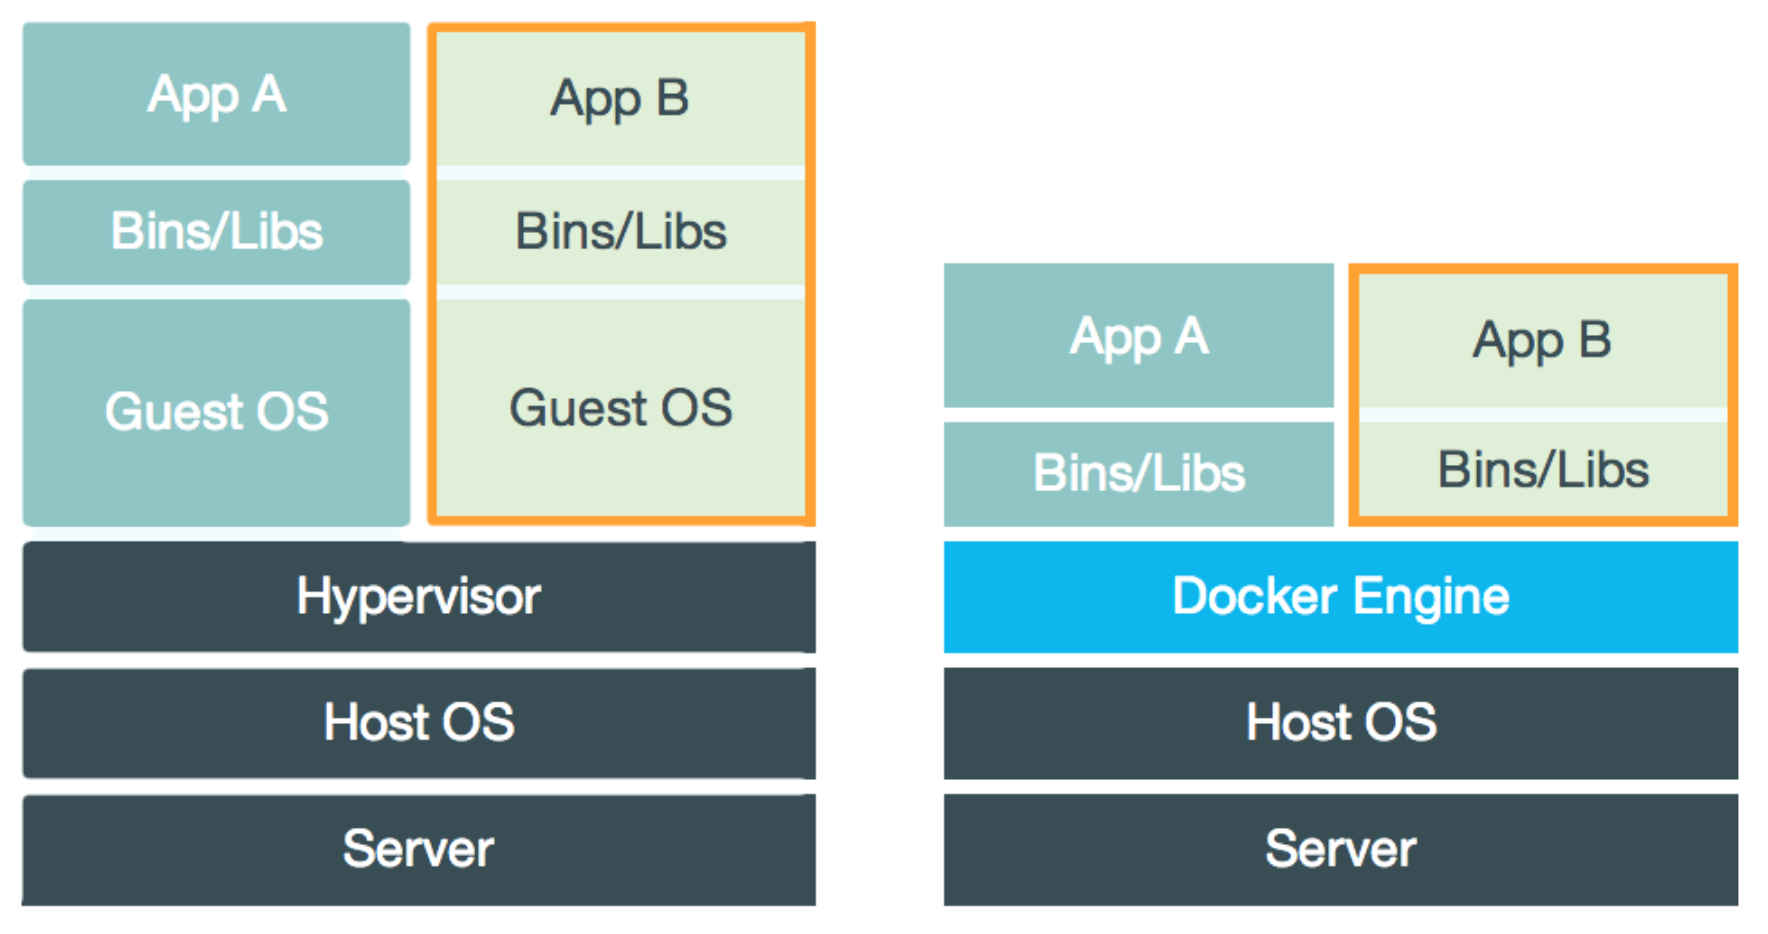 App A
App B
Bins/Libs
Bins/Libs
Guest OS
Guest OS
Hypervisor
Host OS
Server
App A
App B
Bins/Libs
Bins/Libs
Docker Engine
Host OS
Server